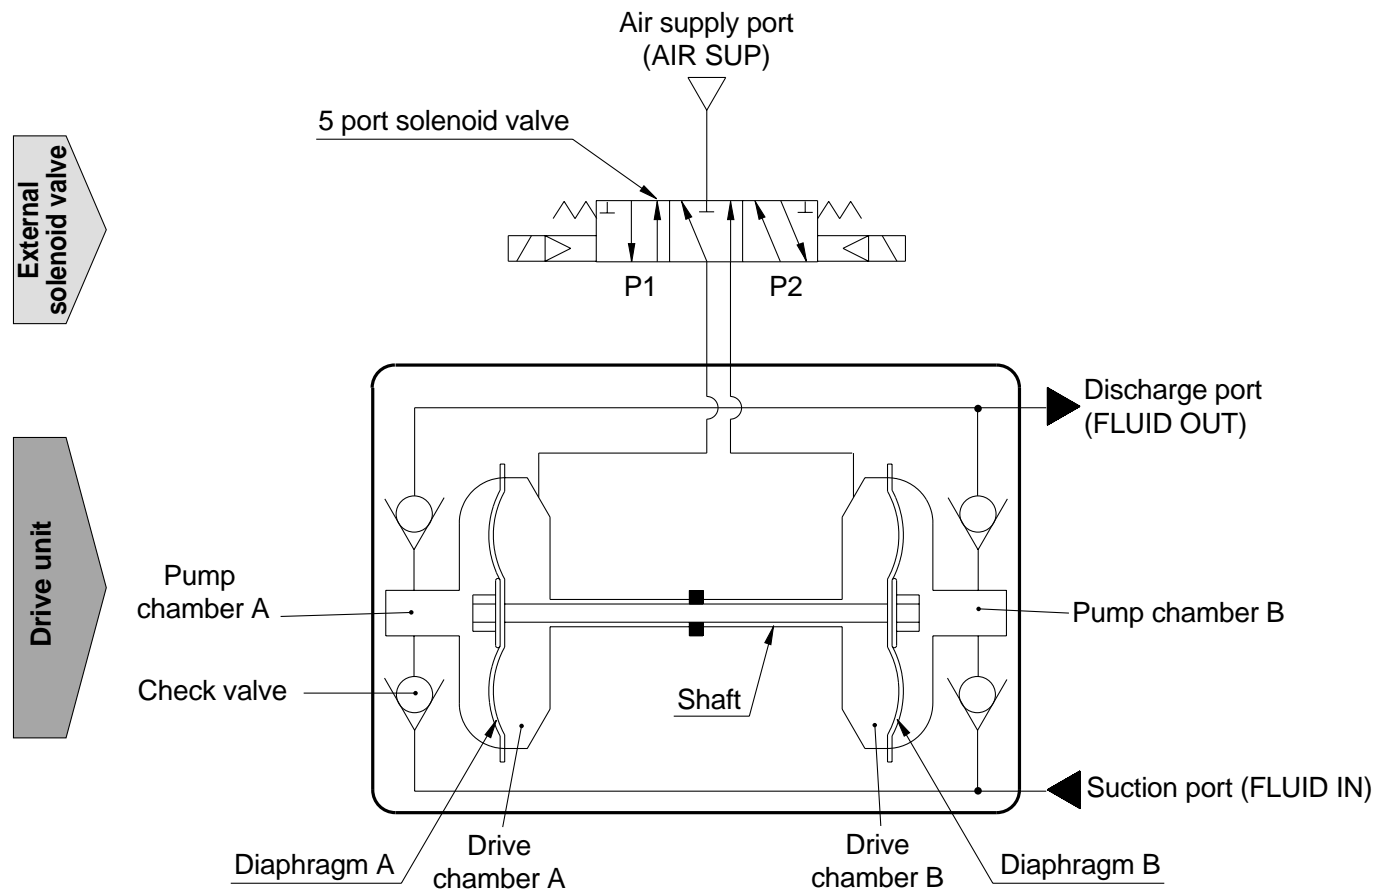 Air supply port
(AIR SUP)
5 port solenoid valve
External
solenoid valve
P1
P2
Discharge port
(FLUID OUT)
Drive unit
Pump
chamber A
Pump chamber B
Check valve
Shaft
Suction port (FLUID IN)
Diaphragm A
Drive
chamber A
Drive
chamber B
Diaphragm B